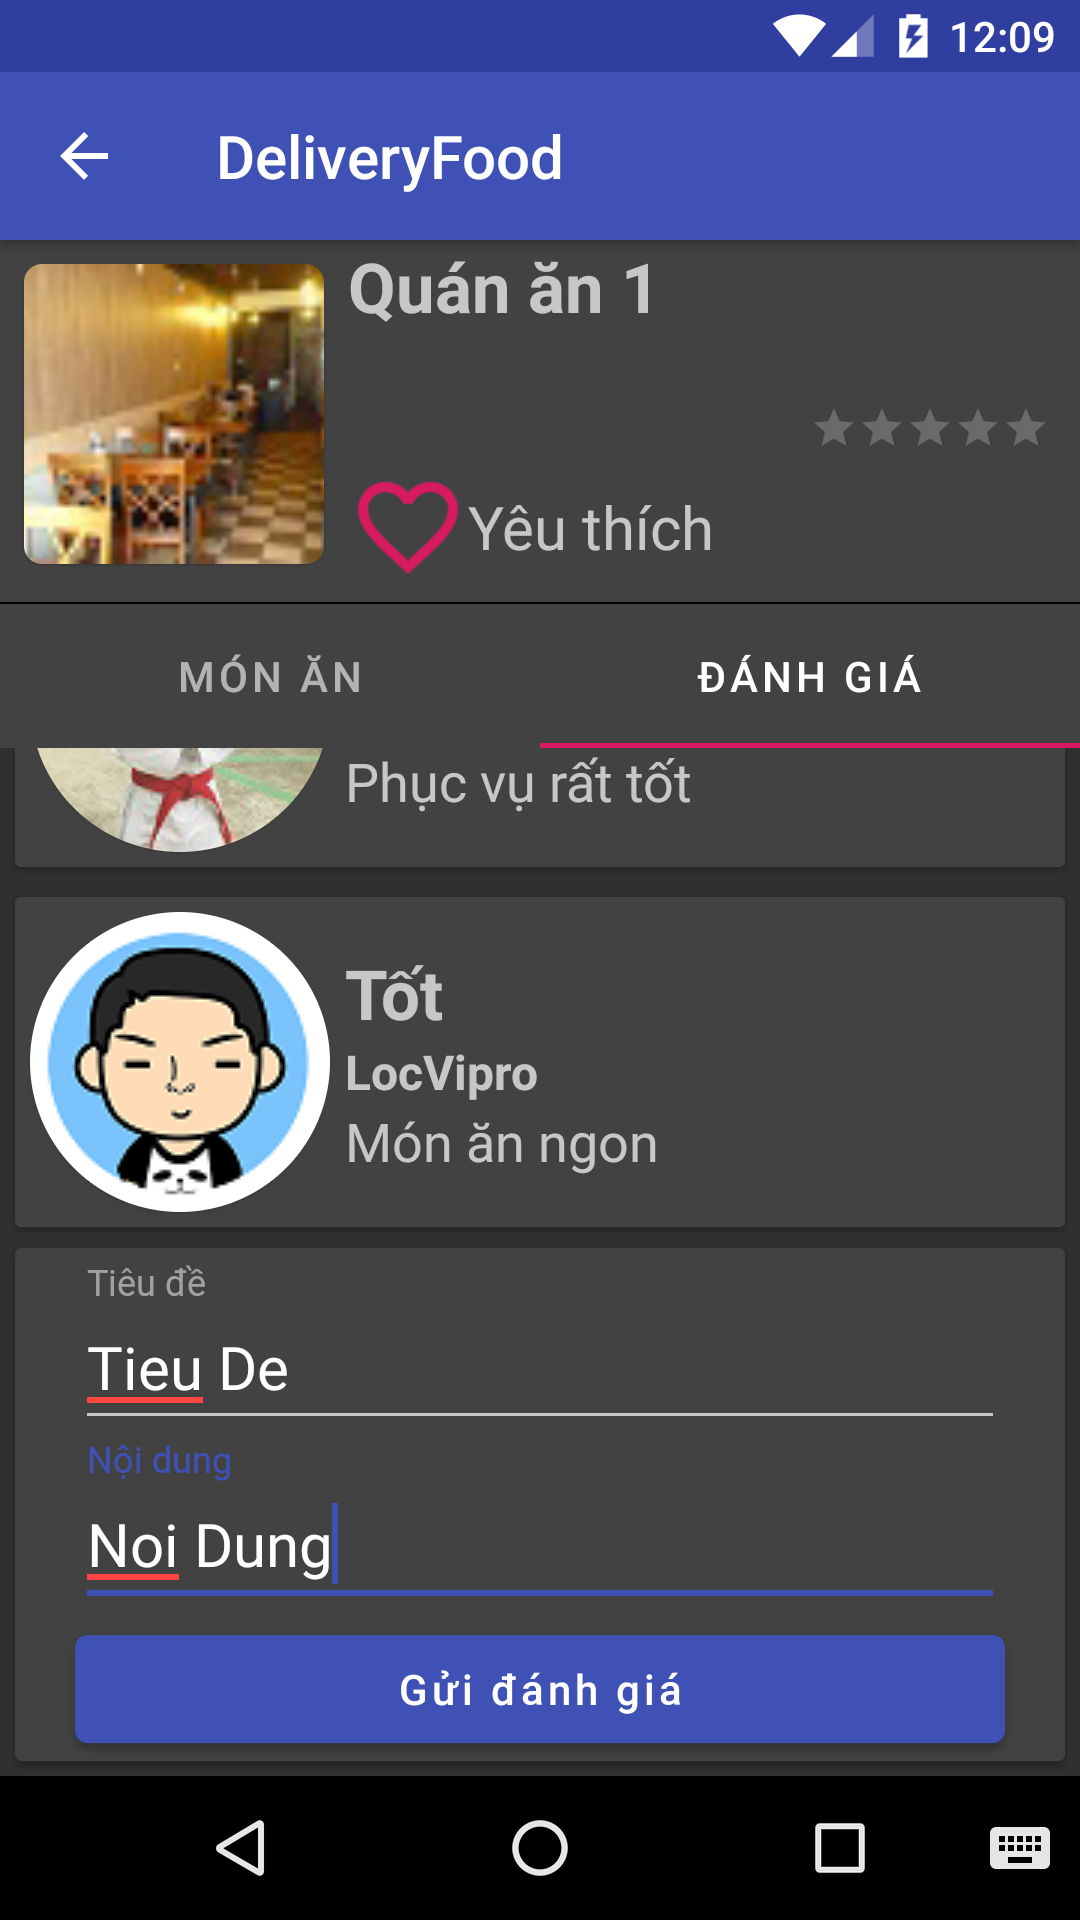 12:09
DeliveryFood
Quán ăn 1
Yêu thích
MÓN ĂN
ĐÁNH GIÁ
Phục vụ rất tốt
Tốt
LocVipro
Món ăn ngon
Tiêu đề
Tieu De
Nội dung
Noi Dung
Gửi đánh giá